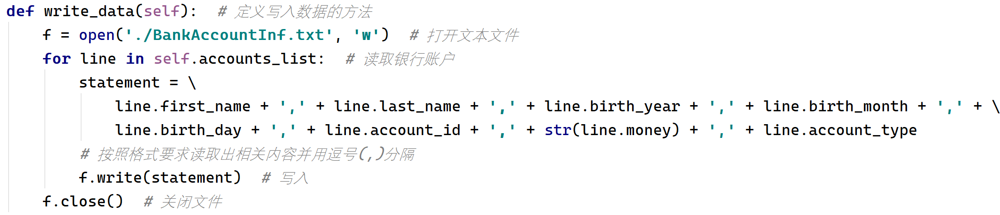 def write_data(self):  # 定义写入数据的方法
    f = open('./BankAccountInf.txt', 'w')  # 打开文本文件
    for line in self.accounts_list:  # 读取银行账户
        statement = \
            line.first_name + ',' + line.last_name + ',' + line.birth_year + ',' + line.birth_month + ',' + \
            line.birth_day + ',' + line.account_id + ',' + str(line.money) + ',' + line.account_type
        # 按照格式要求读取出相关内容并用逗号(,)分隔
        f.write(statement)  # 写入
    f.close()  # 关闭文件